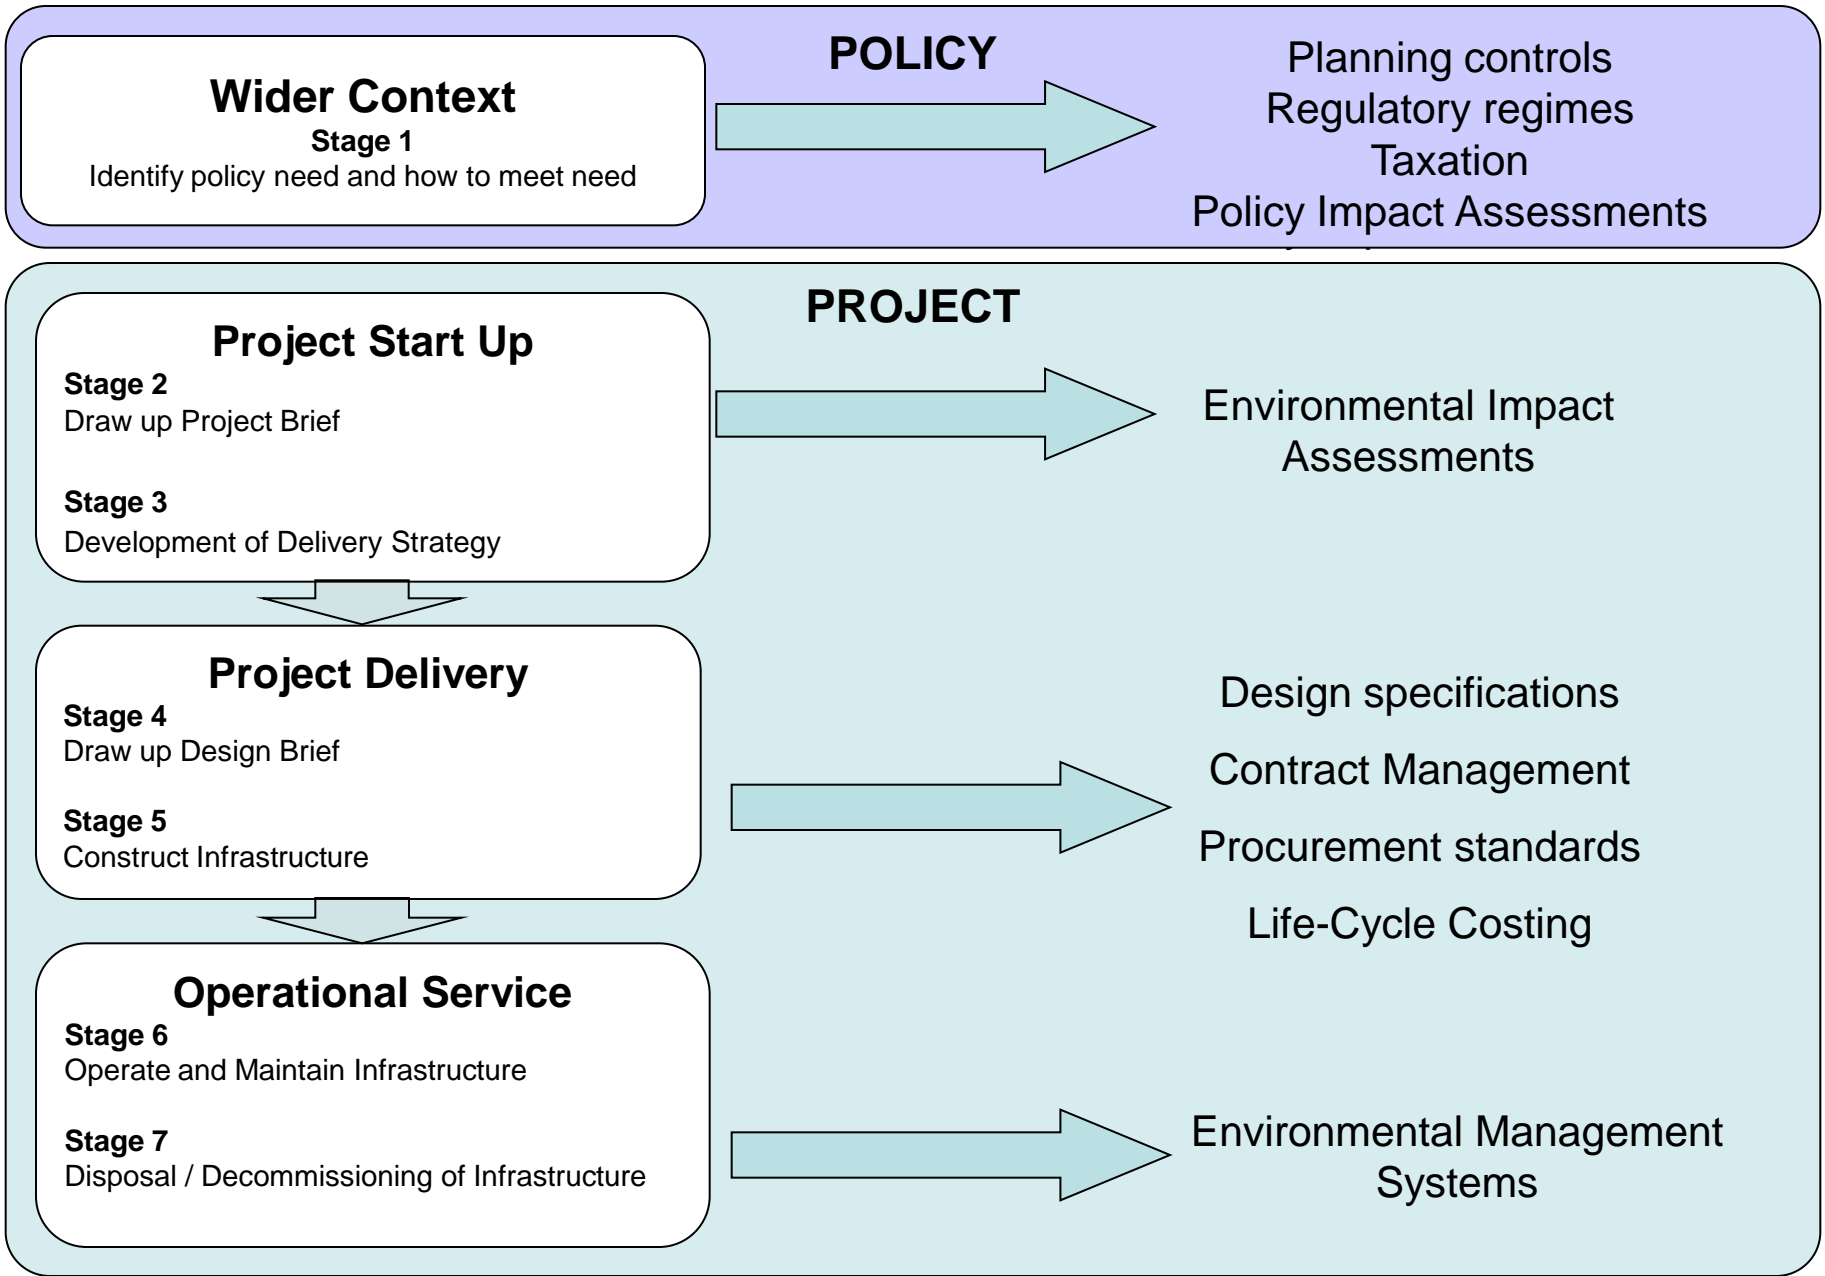 POLICY
Wider Context
Stage 1
Identify policy need and how to meet need
Planning controls
Regulatory regimes
Taxation
Policy Impact Assessments
PROJECT
Project Start Up
Stage 2
Draw up Project Brief
Stage 3
Development of Delivery Strategy
Environmental Impact
Assessments
Project Delivery
Stage 4
Draw up Design Brief
Stage 5
Construct Infrastructure
Design specifications
Contract Management
Procurement standards
Life-Cycle Costing
Operational Service
Stage 6
Operate and Maintain Infrastructure
Stage 7
Disposal / Decommissioning of Infrastructure
Environmental Management
Systems